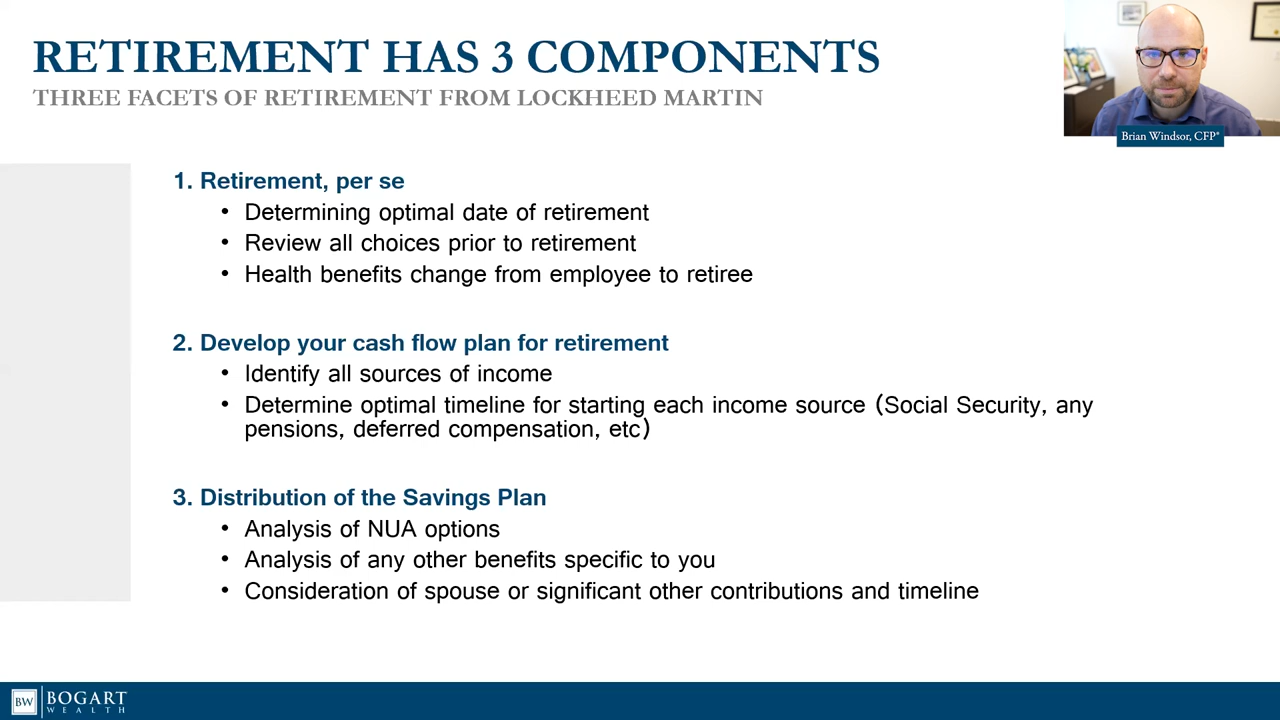 RETIREMENT HAS 3 COMPONENTS
THREE FACETS OF RETIREMENT FROM LOCKHEED MARTIN
Brian Windsor, CFP®
1. Retirement, per se
• Determining optimal date of retirement
• Review all choices prior to retirement
• Health benefits change from employee to retiree
2. Develop your cash flow plan for retirement
• Identify all sources of income
• Determine optimal timeline for starting each income source (Social Security, any
pensions, deferred compensation, etc)
3. Distribution of the Savings Plan
• Analysis of NUA options
• Analysis of any other benefits specific to you
• Consideration of spouse or significant other contributions and timeline
BW
BOGART
WEALTH